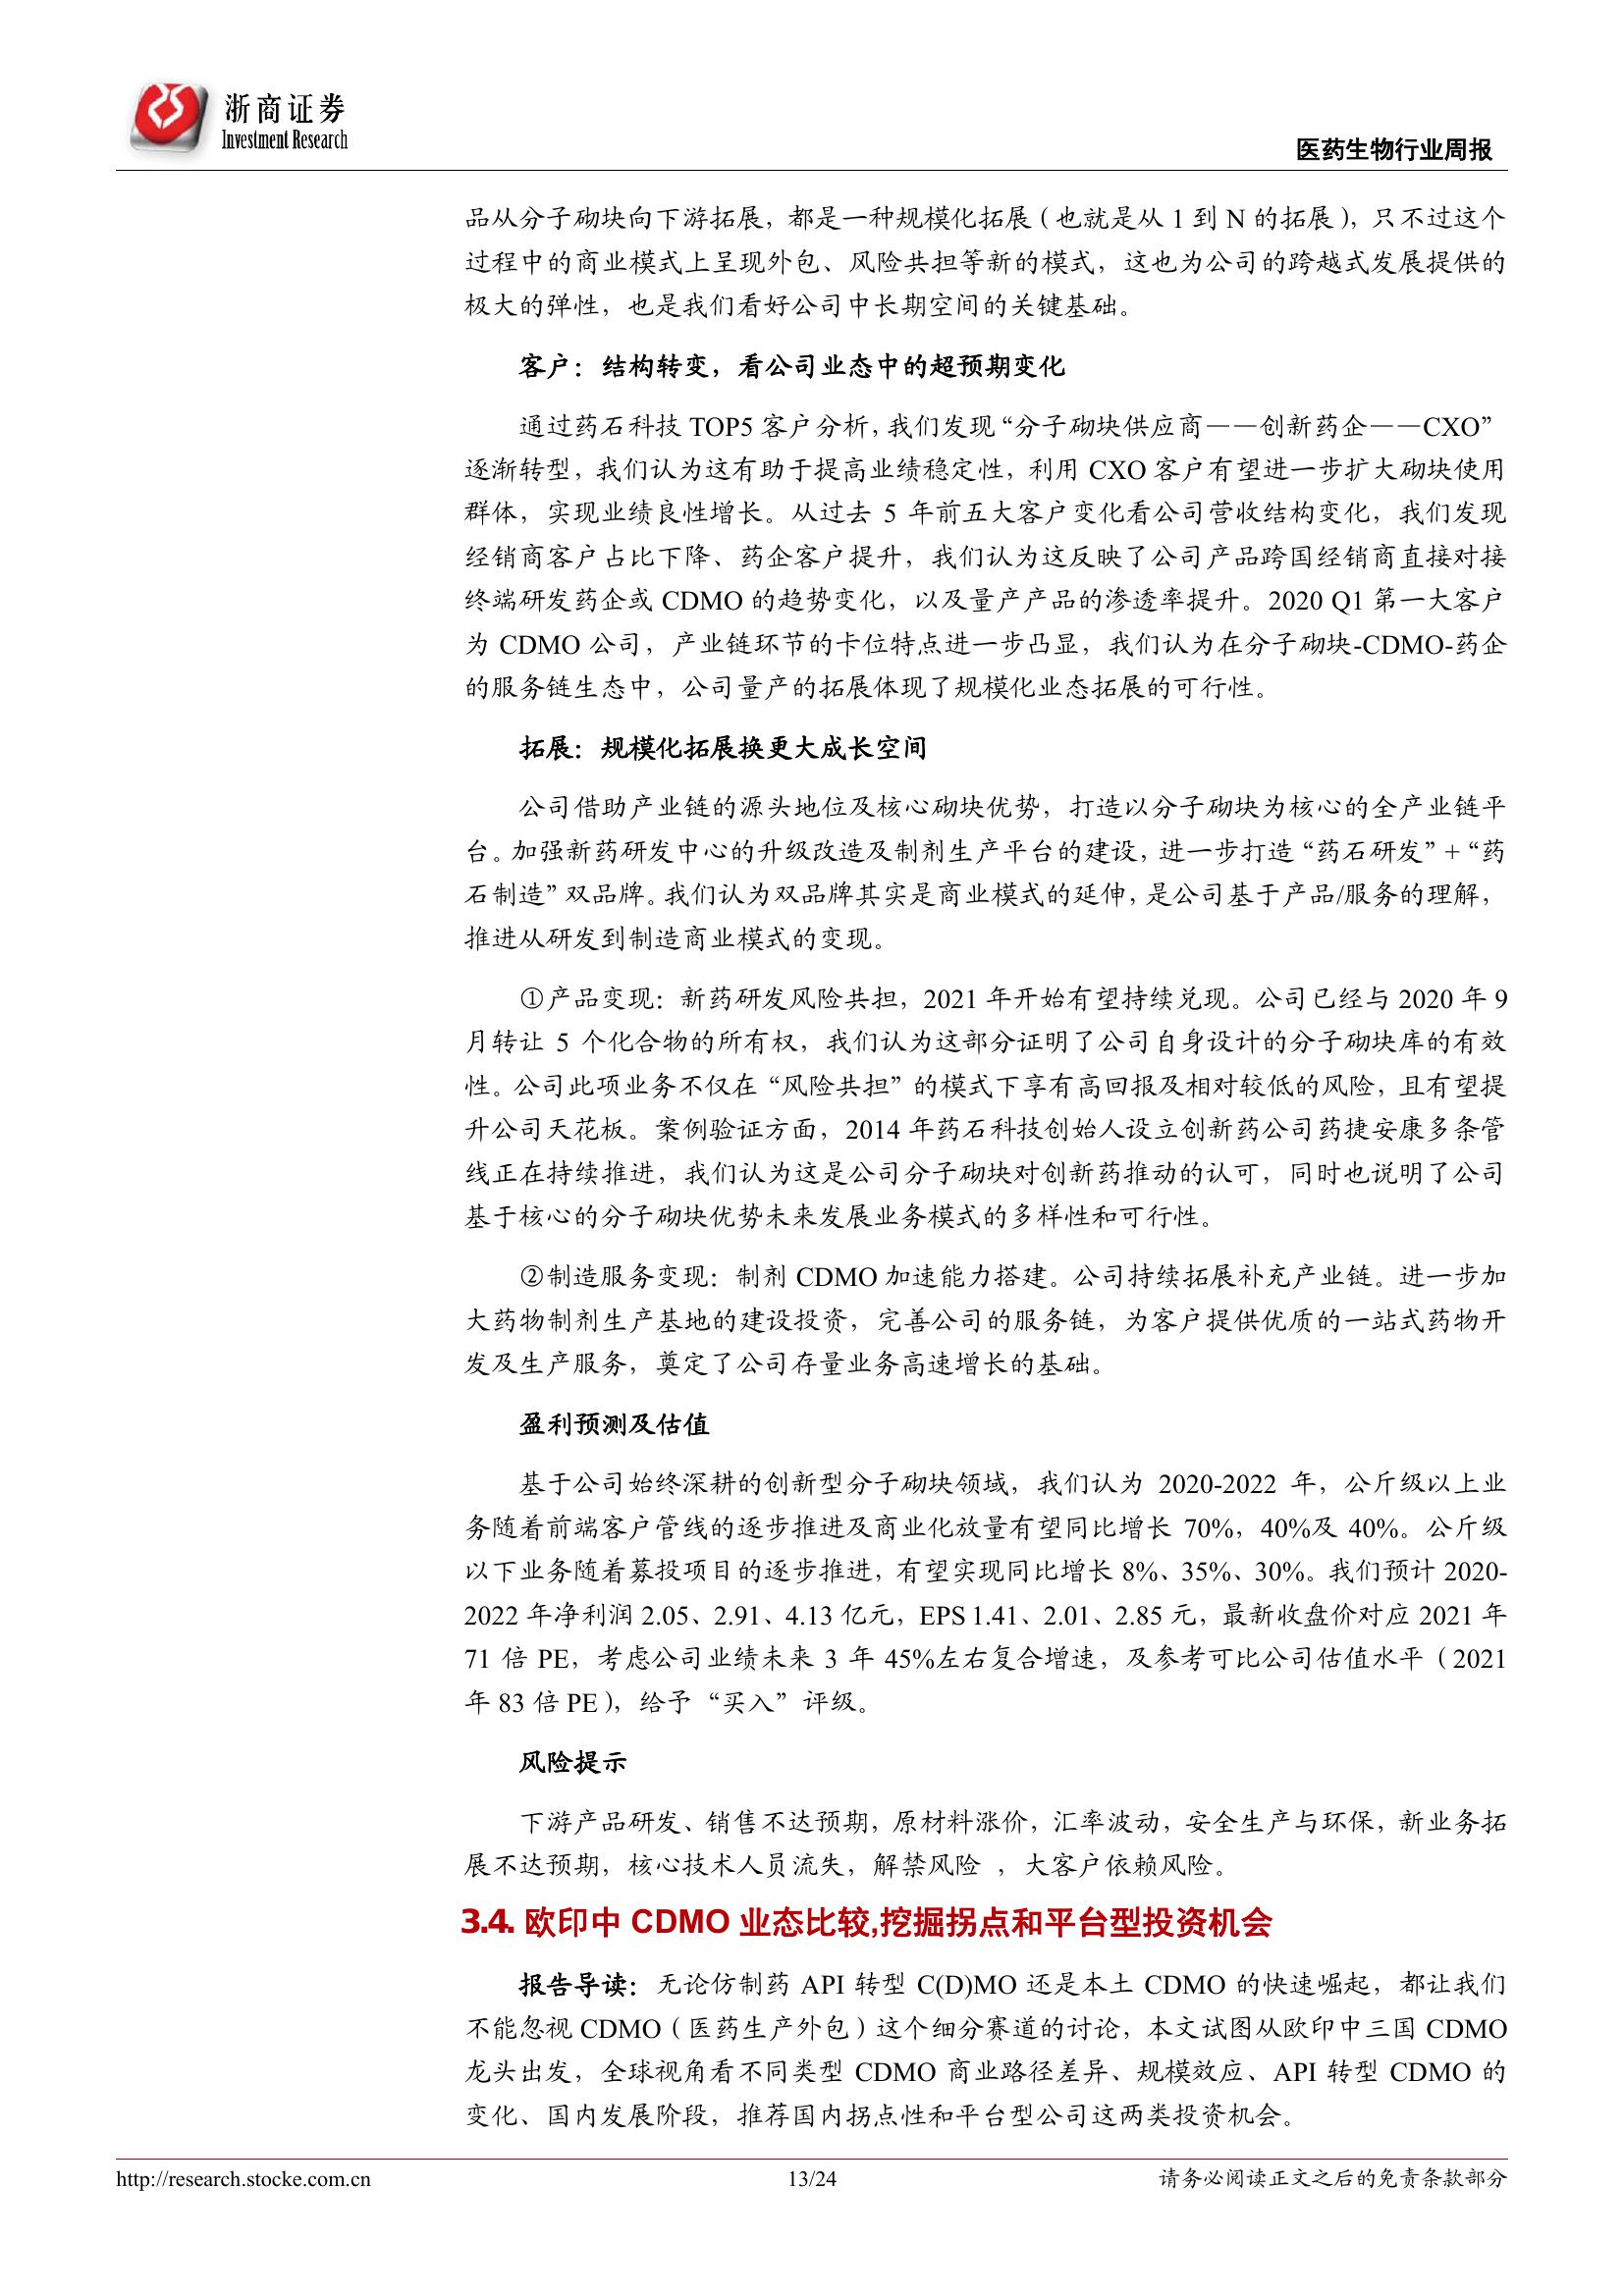 浙商证券
Investment Research
医药生物行业周报
品从分子砌块向下游拓展，都是一种规模化拓展（也就是从 1 到 N 的拓展），只不过这个
过程中的商业模式上呈现外包、风险共担等新的模式，这也为公司的跨越式发展提供的
极大的弹性，也是我们看好公司中长期空间的关键基础。
客户：结构转变，看公司业态中的超预期变化
通过药石科技 TOP5 客户分析，我们发现“分子砌块供应商——创新药企——CXO”
逐渐转型，我们认为这有助于提高业绩稳定性，利用 CXO 客户有望进一步扩大砌块使用
群体，实现业绩良性增长。从过去 5 年前五大客户变化看公司营收结构变化，我们发现
经销商客户占比下降、药企客户提升，我们认为这反映了公司产品跨国经销商直接对接
终端研发药企或 CDMO 的趋势变化，以及量产产品的渗透率提升。2020 Q1 第一大客户
为 CDMO 公司，产业链环节的卡位特点进一步凸显，我们认为在分子砌块-CDMO-药企
的服务链生态中，公司量产的拓展体现了规模化业态拓展的可行性。
拓展：规模化拓展换更大成长空间
公司借助产业链的源头地位及核心砌块优势，打造以分子砌块为核心的全产业链平
台。加强新药研发中心的升级改造及制剂生产平台的建设，进一步打造“药石研发”+“药
石制造”双品牌。我们认为双品牌其实是商业模式的延伸，是公司基于产品/服务的理解，
推进从研发到制造商业模式的变现。
①产品变现：新药研发风险共担，2021 年开始有望持续兑现。公司已经与 2020 年 9
月转让 5 个化合物的所有权，我们认为这部分证明了公司自身设计的分子砌块库的有效
性。公司此项业务不仅在“风险共担”的模式下享有高回报及相对较低的风险，且有望提
升公司天花板。案例验证方面，2014 年药石科技创始人设立创新药公司药捷安康多条管
线正在持续推进，我们认为这是公司分子砌块对创新药推动的认可，同时也说明了公司
基于核心的分子砌块优势未来发展业务模式的多样性和可行性。
②制造服务变现：制剂 CDMO 加速能力搭建。公司持续拓展补充产业链。进一步加
大药物制剂生产基地的建设投资，完善公司的服务链，为客户提供优质的一站式药物开
发及生产服务，奠定了公司存量业务高速增长的基础。
盈利预测及估值
基于公司始终深耕的创新型分子砌块领域，我们认为 2020-2022 年，公斤级以上业
务随着前端客户管线的逐步推进及商业化放量有望同比增长 70%，40%及 40%。公斤级
以下业务随着募投项目的逐步推进，有望实现同比增长 8%、35%、30%。我们预计 2020-
2022 年净利润 2.05、2.91、4.13 亿元，EPS 1.41、2.01、2.85 元，最新收盘价对应 2021 年
71 倍 PE，考虑公司业绩未来 3 年 45%左右复合增速，及参考可比公司估值水平（2021
年 83 倍 PE），给予“买入”评级。
风险提示
下游产品研发、销售不达预期，原材料涨价，汇率波动，安全生产与环保，新业务拓
展不达预期，核心技术人员流失，解禁风险 ，大客户依赖风险。
3.4. 欧印中 CDMO 业态比较,挖掘拐点和平台型投资机会
报告导读：无论仿制药 API 转型 C(D)MO 还是本土 CDMO 的快速崛起，都让我们
不能忽视 CDMO（医药生产外包）这个细分赛道的讨论，本文试图从欧印中三国 CDMO
龙头出发，全球视角看不同类型 CDMO 商业路径差异、规模效应、API 转型 CDMO 的
变化、国内发展阶段，推荐国内拐点性和平台型公司这两类投资机会。
http://research.stocke.com.cn
13/24
请务必阅读正文之后的免责条款部分